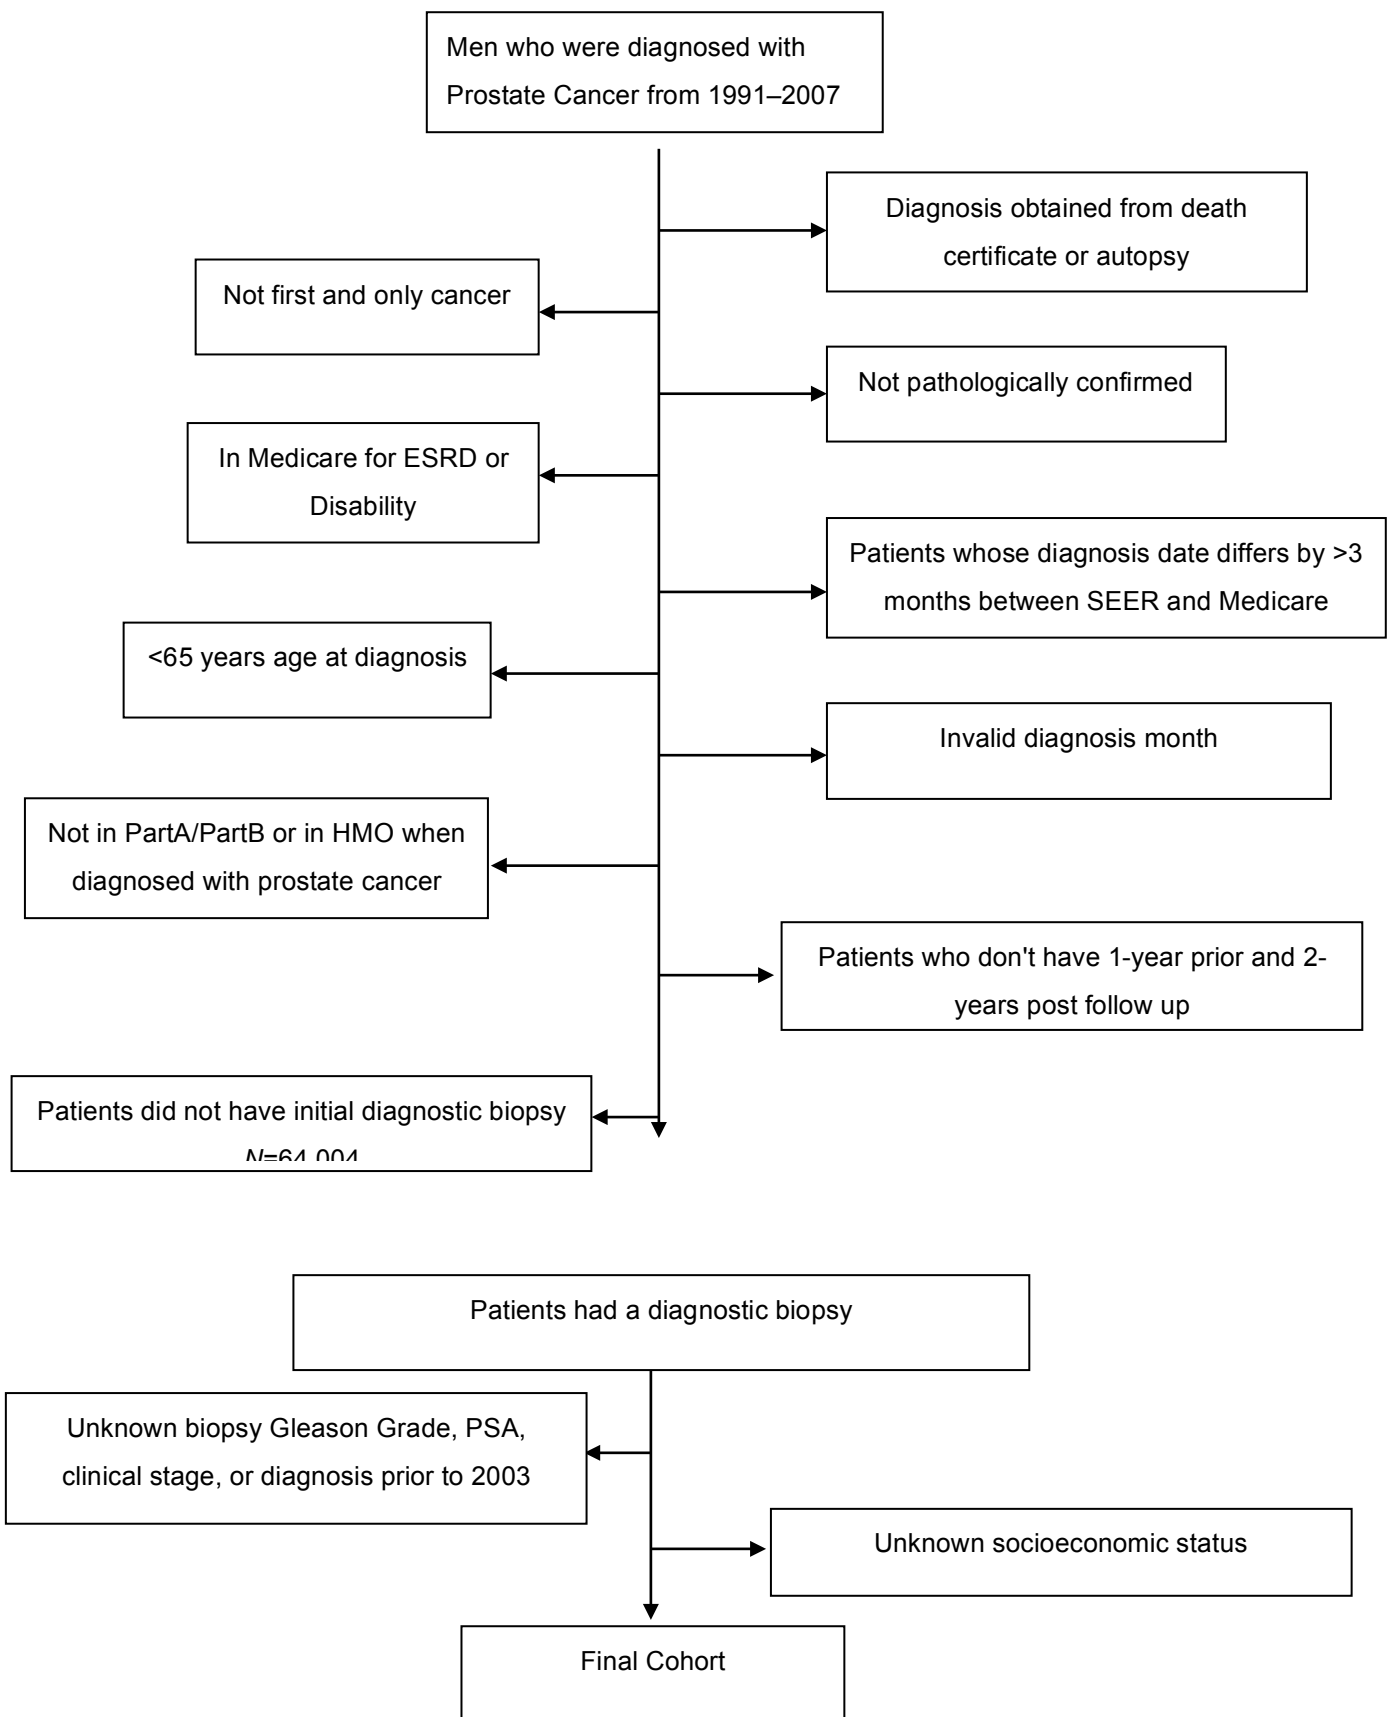 Men who were diagnosed with
Prostate Cancer from 1991–2007
Diagnosis obtained from death
certificate or autopsy
Not first and only cancer
Not pathologically confirmed
In Medicare for ESRD or
Disability
Patients whose diagnosis date differs by >3
months between SEER and Medicare
<65 years age at diagnosis
Invalid diagnosis month
Not in PartA/PartB or in HMO when
diagnosed with prostate cancer
Patients who don't have 1-year prior and 2-
years post follow up
Patients did not have initial diagnostic biopsy
N=64,004
Patients had a diagnostic biopsy
Unknown biopsy Gleason Grade, PSA,
clinical stage, or diagnosis prior to 2003
Unknown socioeconomic status
Final Cohort